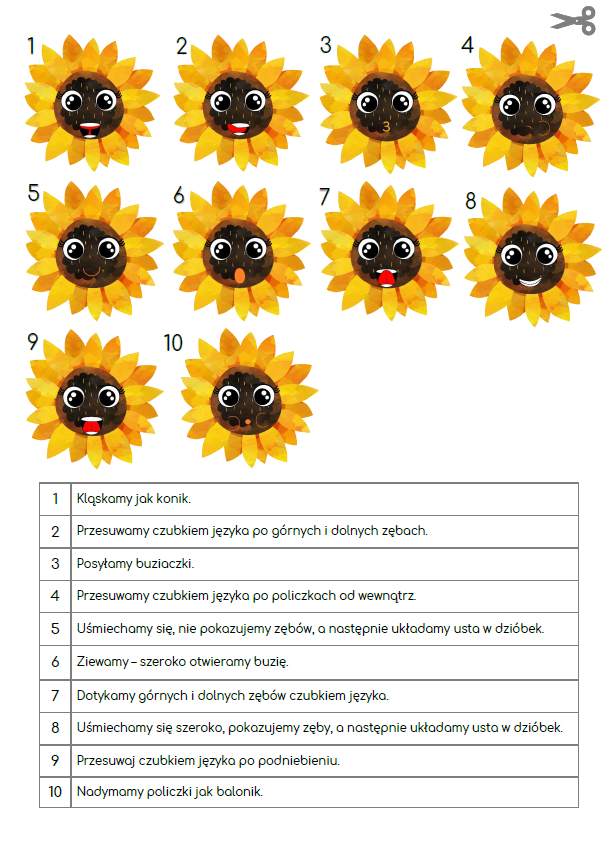 1 2 3 4
3
5 6 7 8
9 10
1 Kląskamy jak konik.
2 Przesuwamy czubkiem języka po górnych i dolnych zębach.
3 Posyłamy buziaczki.
4 Przesuwamy czubkiem języka po policzkach od wewnątrz.
5 Uśmiechamy się, nie pokazujemy zębów, a następnie układamy usta w dzióbek.
6 Ziewamy – szeroko otwieramy buzię.
7 Dotykamy górnych i dolnych zębów czubkiem języka.
8 Uśmiechamy się szeroko, pokazujemy zęby, a następnie układamy usta w dzióbek.
9 Przesuwaj czubkiem języka po podniebieniu.
10 Nadymamy policzki jak balonik.